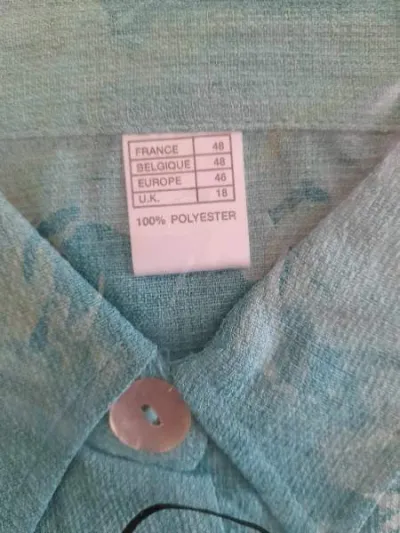 FRANCE 48
BELGIQUE 48
EUROPE 46
U.K. 18
100% POLYESTER